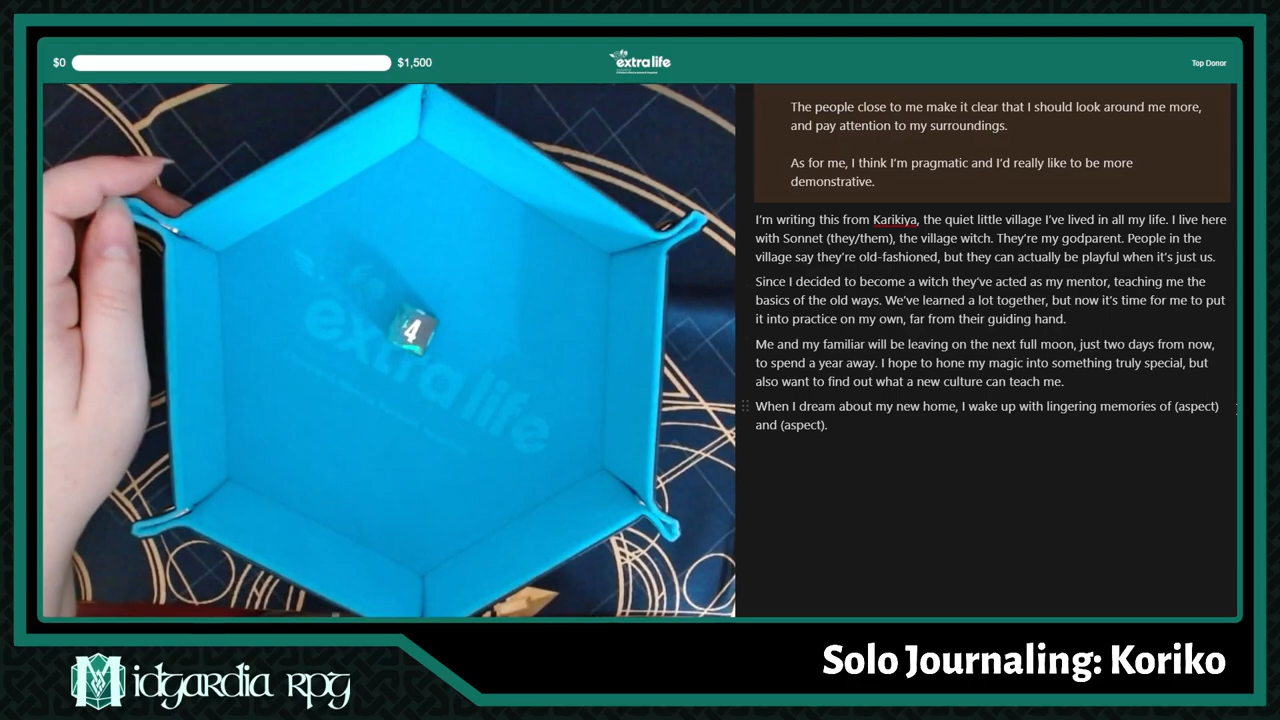 $0
$1,500
extra life
Top Donor
The people close to me make it clear that I should look around me more,
and pay attention to my surroundings.
As for me, I think I'm pragmatic and I'd really like to be more
demonstrative.
I'm writing this from Karikiya, the quiet little village I've lived in all my life. I live here
with Sonnet (they/them), the village witch. They're my godparent. People in the
village say they're old-fashioned, but they can actually be playful when it's just us.
Since I decided to become a witch they've acted as my mentor, teaching me the
basics of the old ways. We've learned a lot together, but now it's time for me to put
it into practice on my own, far from their guiding hand.
Me and my familiar will be leaving on the next full moon, just two days from now,
to spend a year away. I hope to hone my magic into something truly special, but
also want to find out what a new culture can teach me.
When I dream about my new home, I wake up with lingering memories of (aspect)
and (aspect).
4
extra life
Solo Journaling: Koriko
Midgardia RPG